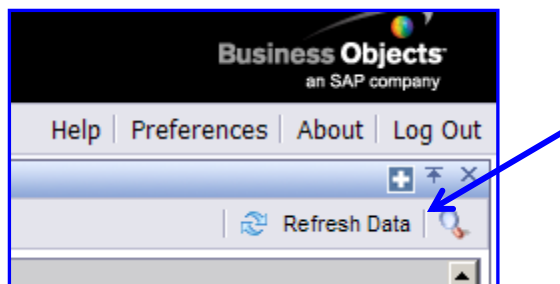 Business Objects
an SAP company
Help | Preferences | About | Log Out
Refresh Data